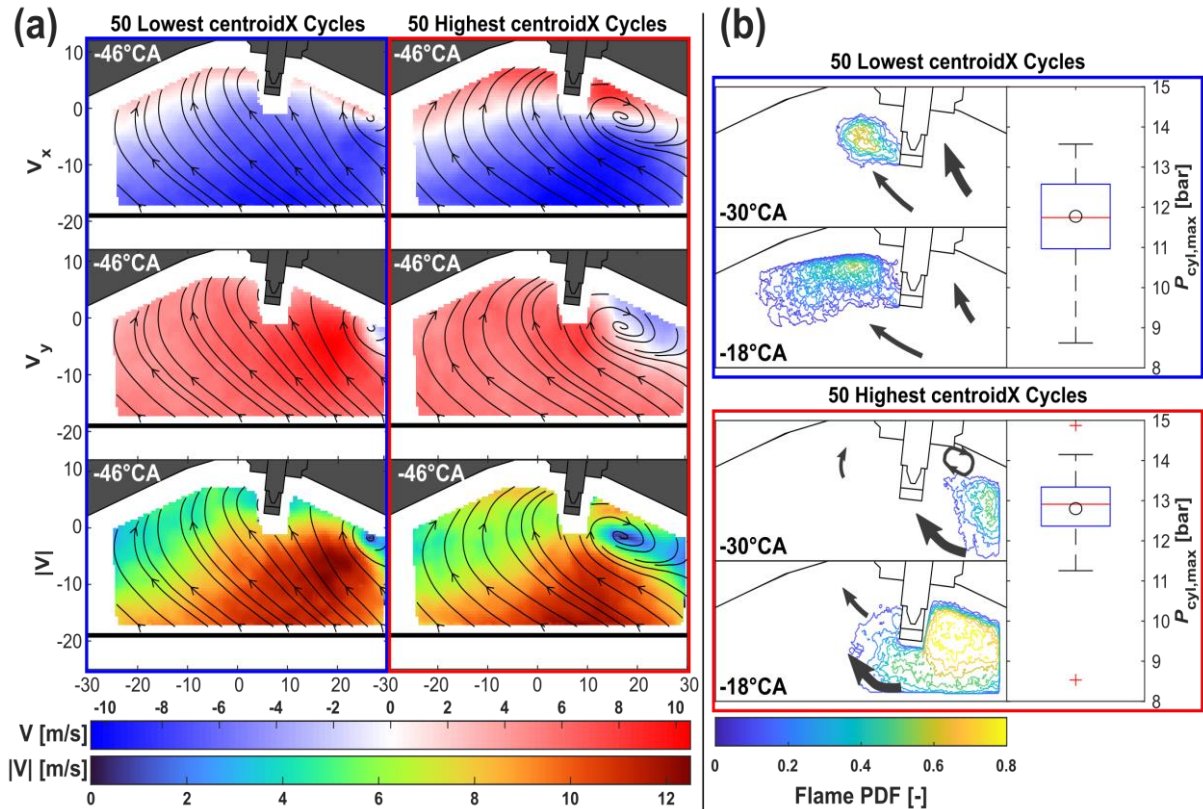 (a)
50 Lowest centroidX Cycles
50 Highest centroidX Cycles
-46°CA
-46°CA
10
0
-10
-20
V_x
-46°CA
-46°CA
10
0
-10
-20
V_y
-46°CA
-46°CA
10
0
-10
-20
|V|
-30 -20 -10 0 10 20 30 -20 -10 0 10 20 30
-10 -8 -6 -4 -2 0 2 4 6 8 10
V [m/s]
|V| [m/s]
0 2 4 6 8 10 12
(b)
50 Lowest centroidX Cycles
-30°CA
-18°CA
15
14
13
12
11
10
9
8
P_cyl,max [bar]
50 Highest centroidX Cycles
-30°CA
-18°CA
15
14
13
12
11
10
9
8
P_cyl,max [bar]
0 0.2 0.4 0.6 0.8
Flame PDF [-]